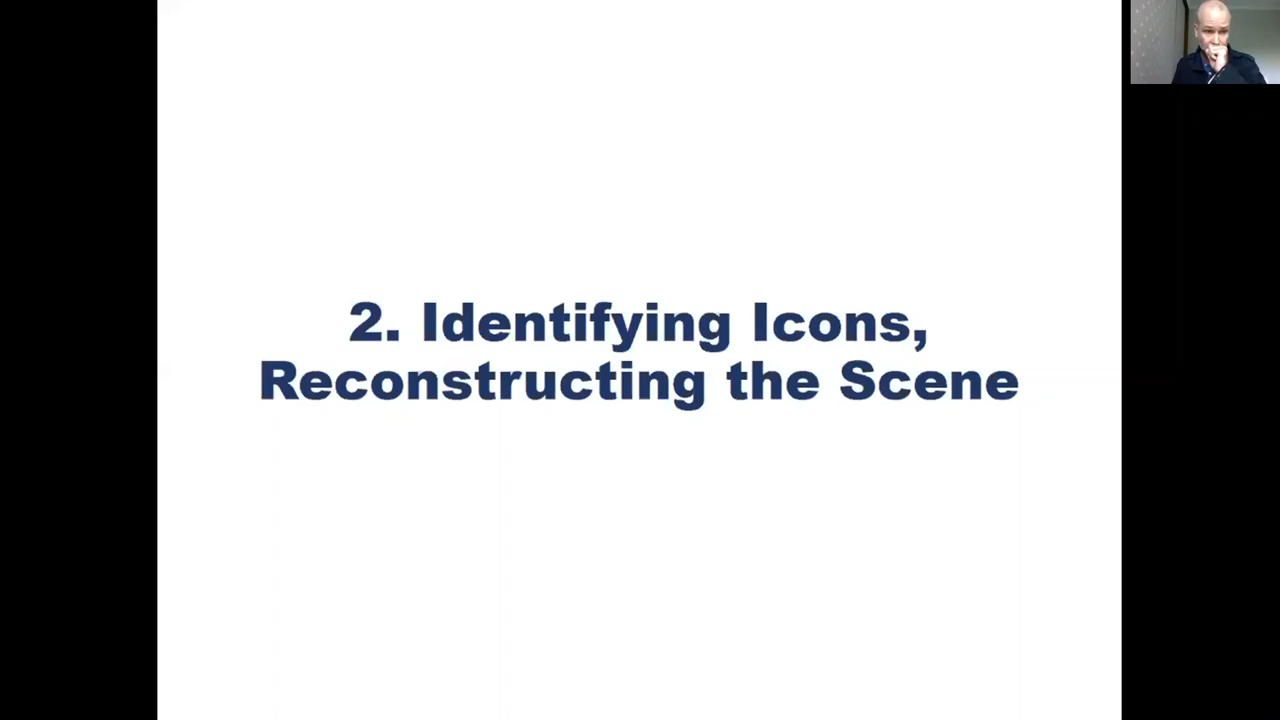 2. Identifying Icons,
Reconstructing the Scene